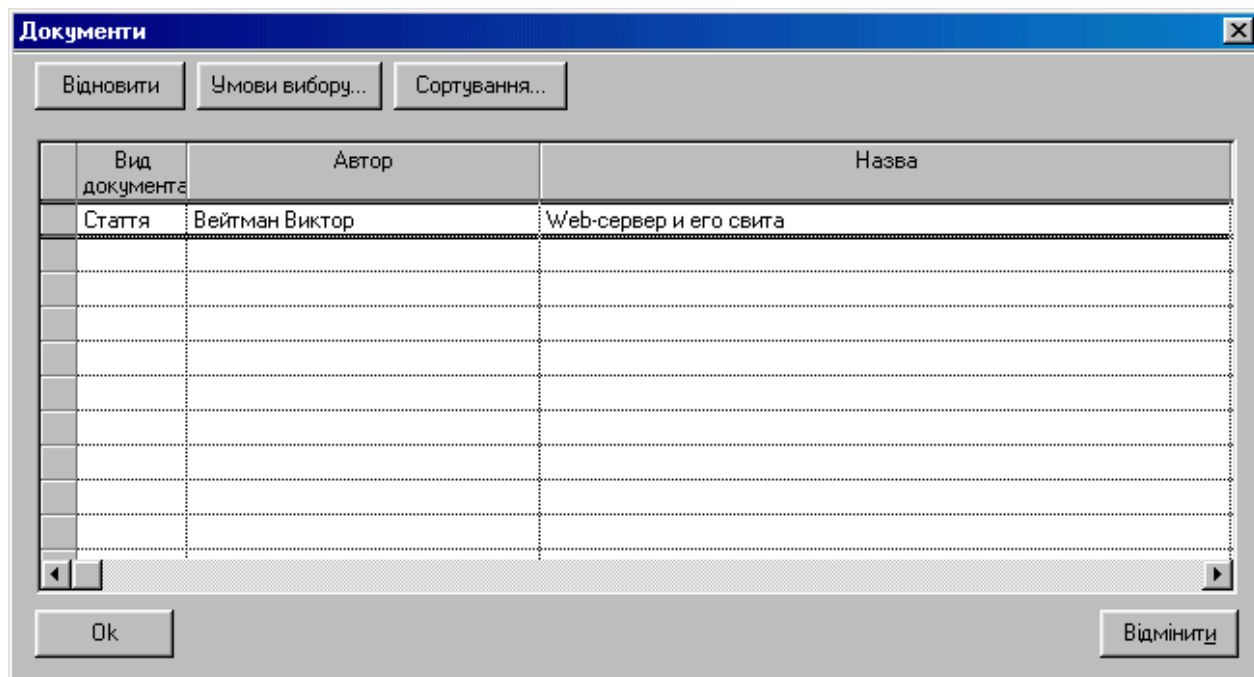 Документи
Відновити Умови вибору... Сортування...
Вид документа Автор Назва
Стаття Вейтман Виктор Web-сервер и его свита
Ok Відмінити